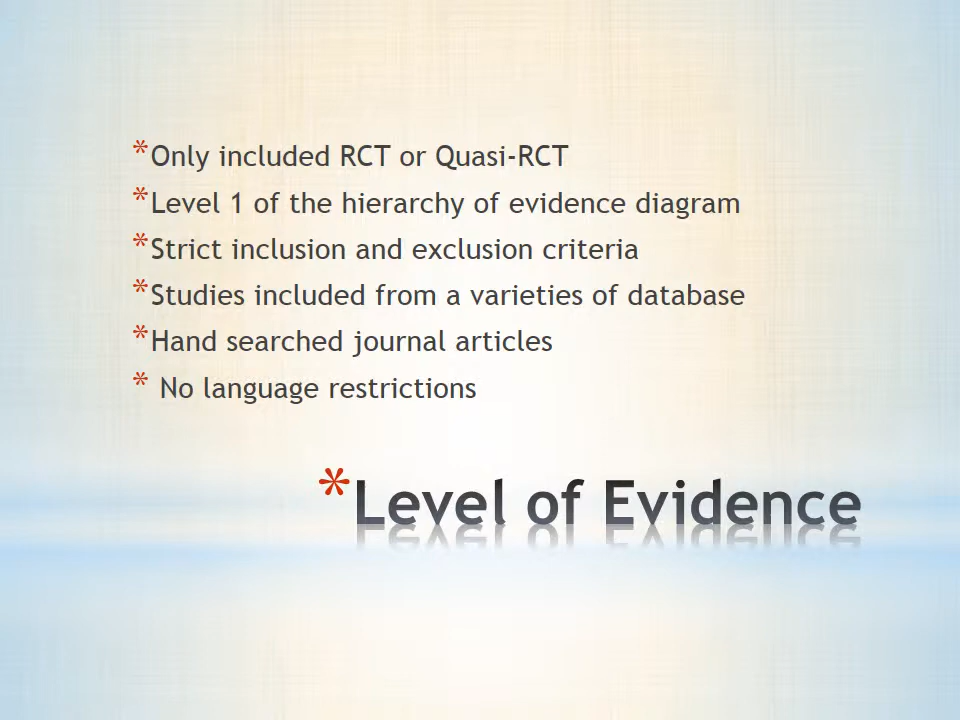 *Only included RCT or Quasi-RCT
*Level 1 of the hierarchy of evidence diagram
*Strict inclusion and exclusion criteria
*Studies included from a varieties of database
*Hand searched journal articles
* No language restrictions
*Level of Evidence